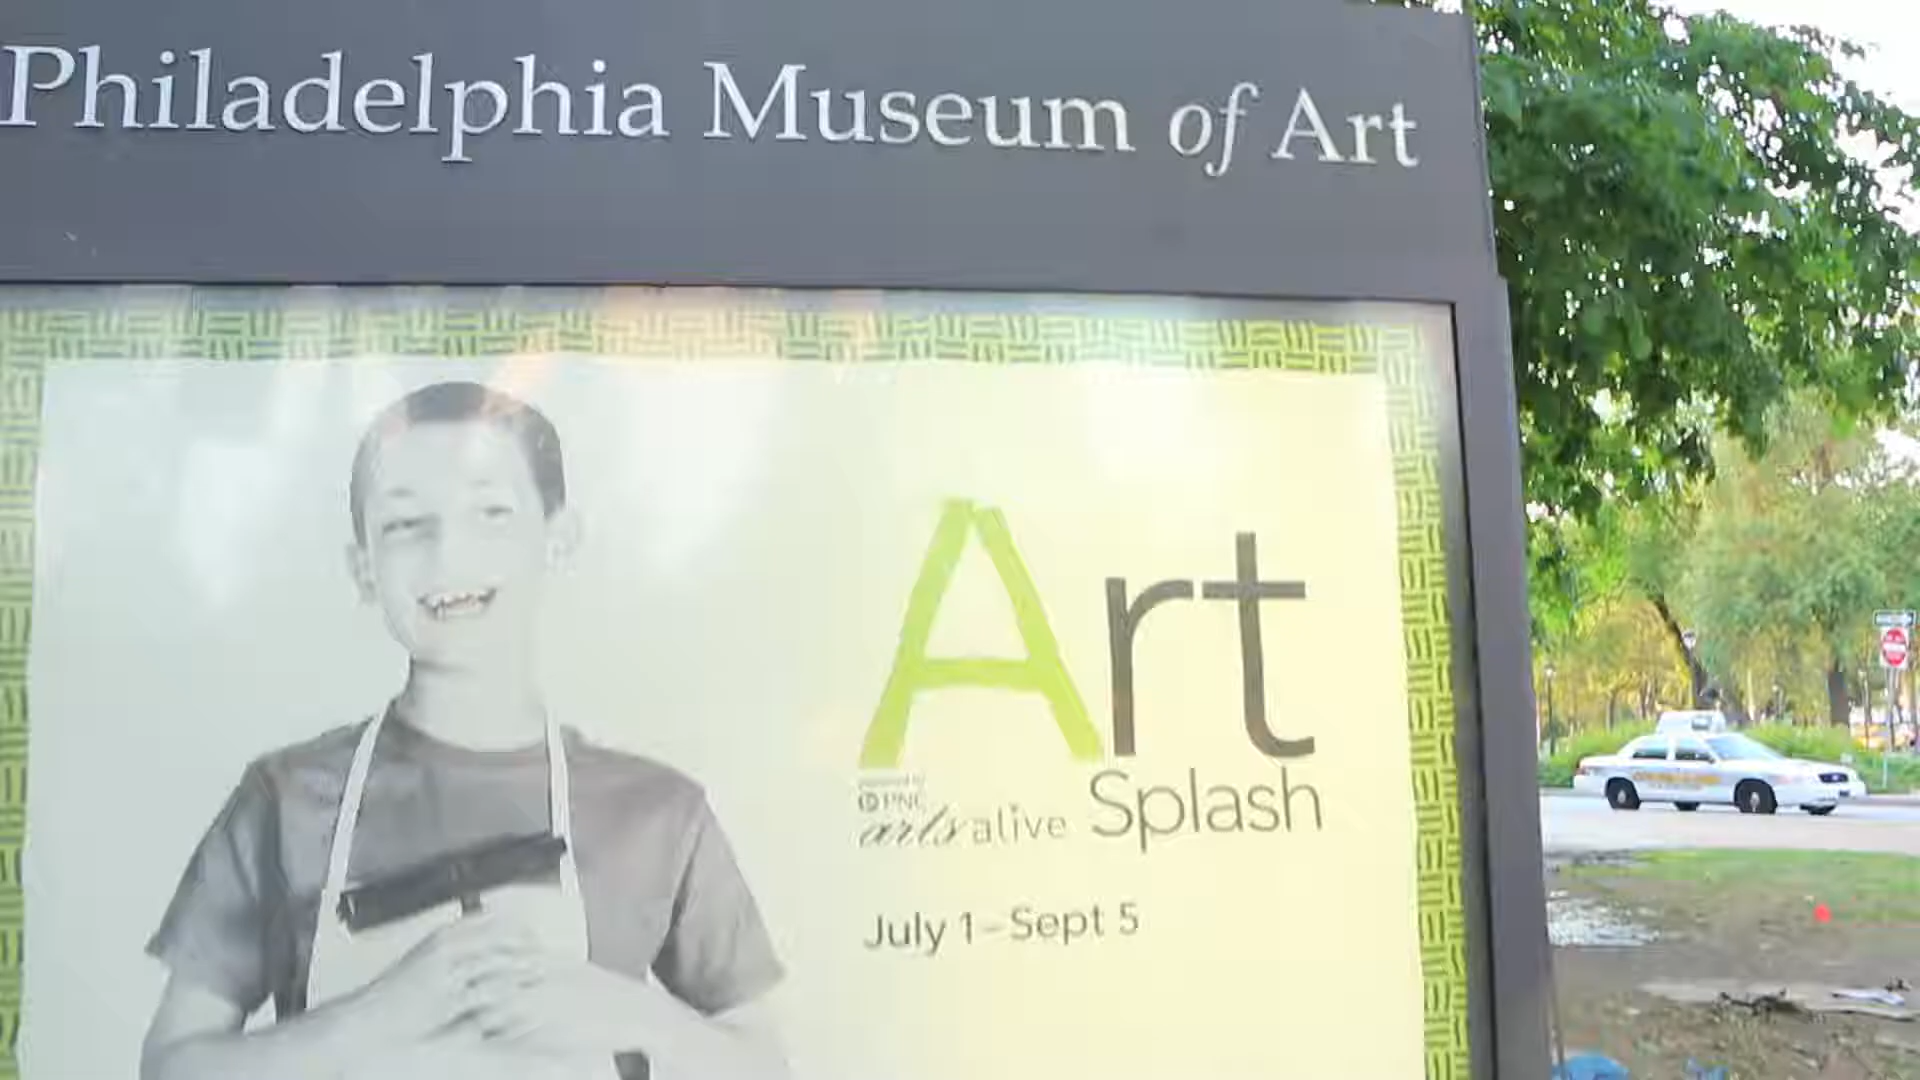 Philadelphia Museum of Art
Art
PNC
arts alive Splash
July 1–Sept 5